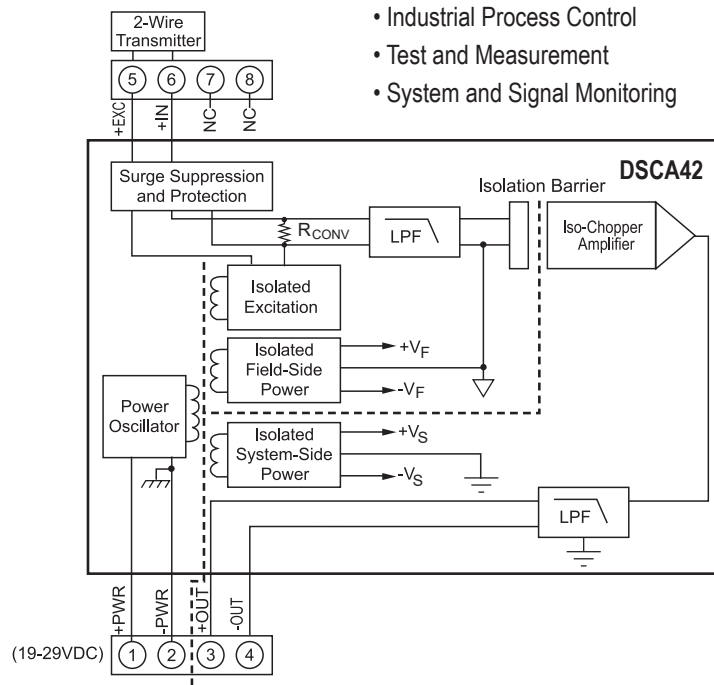 • Industrial Process Control
• Test and Measurement
• System and Signal Monitoring
2-Wire
Transmitter
5 6 7 8
+EXC
+IN
NC
NC
DSCA42
Surge Suppression
and Protection
Isolation Barrier
RCONV
LPF
Iso-Chopper
Amplifier
Isolated
Excitation
Isolated
Field-Side
Power
+VF
-VF
Power
Oscillator
Isolated
System-Side
Power
+VS
-VS
LPF
+PWR
-PWR
+OUT
-OUT
(19-29VDC) 1 2 3 4